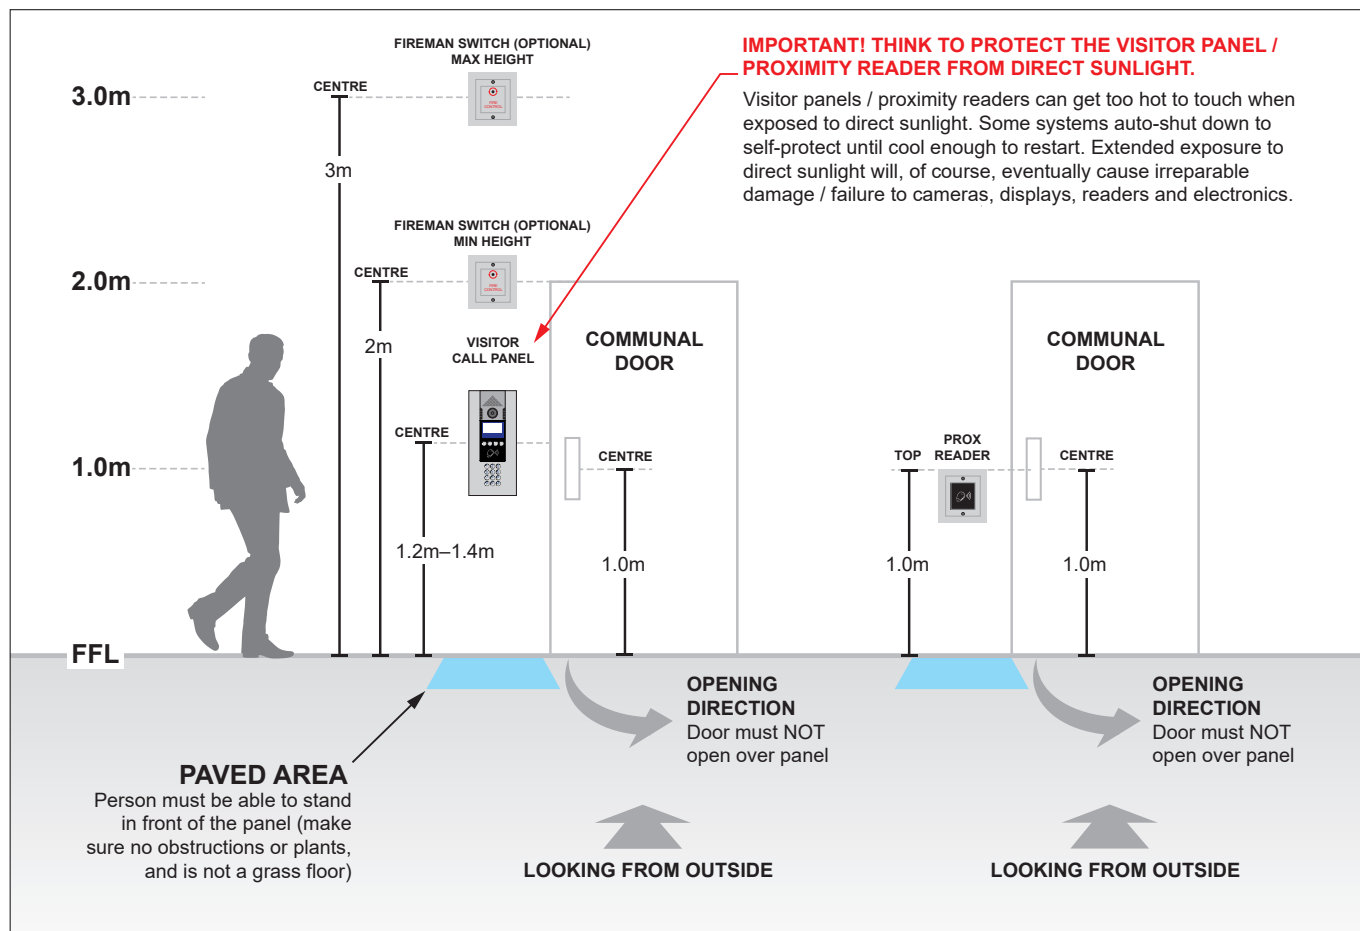 FIREMAN SWITCH (OPTIONAL)
MAX HEIGHT
CENTRE
3.0m
3m
IMPORTANT! THINK TO PROTECT THE VISITOR PANEL /
PROXIMITY READER FROM DIRECT SUNLIGHT.
Visitor panels / proximity readers can get too hot to touch when
exposed to direct sunlight. Some systems auto-shut down to
self-protect until cool enough to restart. Extended exposure to
direct sunlight will, of course, eventually cause irreparable
damage / failure to cameras, displays, readers and electronics.
FIREMAN SWITCH (OPTIONAL)
MIN HEIGHT
CENTRE
2.0m
2m
VISITOR
CALL PANEL
COMMUNAL
DOOR
COMMUNAL
DOOR
CENTRE
1.0m
CENTRE
TOP
PROX
READER
CENTRE
1.2m–1.4m
1.0m
1.0m
1.0m
FFL
OPENING
DIRECTION
Door must NOT
open over panel
OPENING
DIRECTION
Door must NOT
open over panel
PAVED AREA
Person must be able to stand
in front of the panel (make
sure no obstructions or plants,
and is not a grass floor)
LOOKING FROM OUTSIDE
LOOKING FROM OUTSIDE